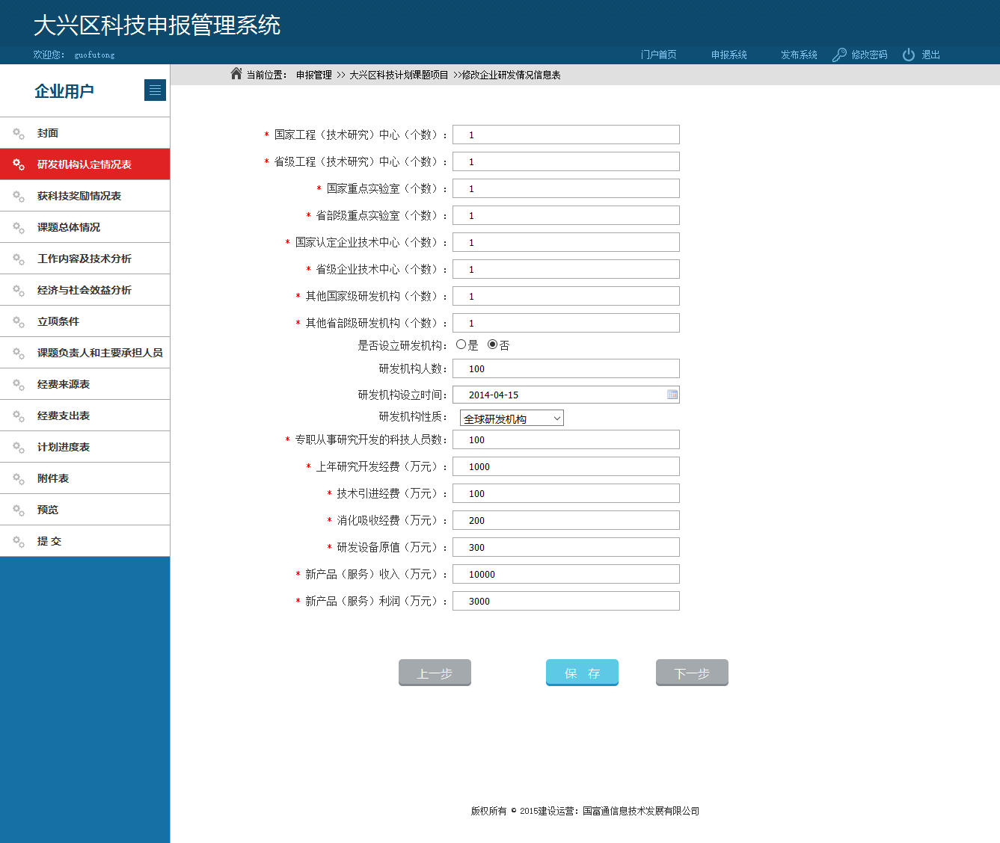 大兴区科技申报管理系统
欢迎您： guofutong 门户首页 申报系统 发布系统 修改密码 退出
企业用户
当前位置： 申报管理 >> 大兴区科技计划课题项目 >>修改企业研发情况信息表
封面
研发机构认定情况表
获科技奖励情况表
课题总体情况
工作内容及技术分析
经济与社会效益分析
立项条件
课题负责人和主要承担人员
经费来源表
经费支出表
计划进度表
附件表
预览
提 交
* 国家工程（技术研究）中心（个数）： 1
* 省级工程（技术研究）中心（个数）： 1
* 国家重点实验室（个数）： 1
* 省部级重点实验室（个数）： 1
* 国家认定企业技术中心（个数）： 1
* 省级企业技术中心（个数）： 1
* 其他国家级研发机构（个数）： 1
* 其他省部级研发机构（个数）： 1
是否设立研发机构： 是 否
研发机构人数： 100
研发机构设立时间： 2014-04-15
研发机构性质： 全球研发机构
* 专职从事研究开发的科技人员数： 100
* 上年研究开发经费（万元）： 1000
* 技术引进经费（万元）： 100
* 消化吸收经费（万元）： 200
* 研发设备原值（万元）： 300
* 新产品（服务）收入（万元）： 10000
* 新产品（服务）利润（万元）： 3000
上一步 保 存 下一步
版权所有 © 2015建设运营：国富通信息技术发展有限公司